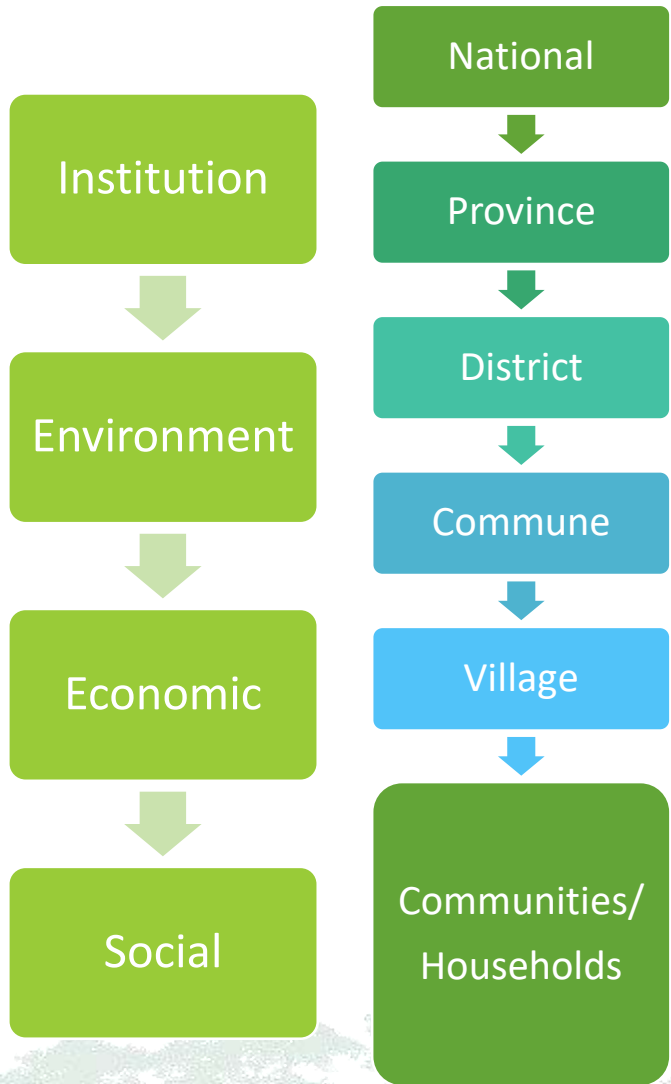 Institution
Environment
Economic
Social
National
Province
District
Commune
Village
Communities/
Households